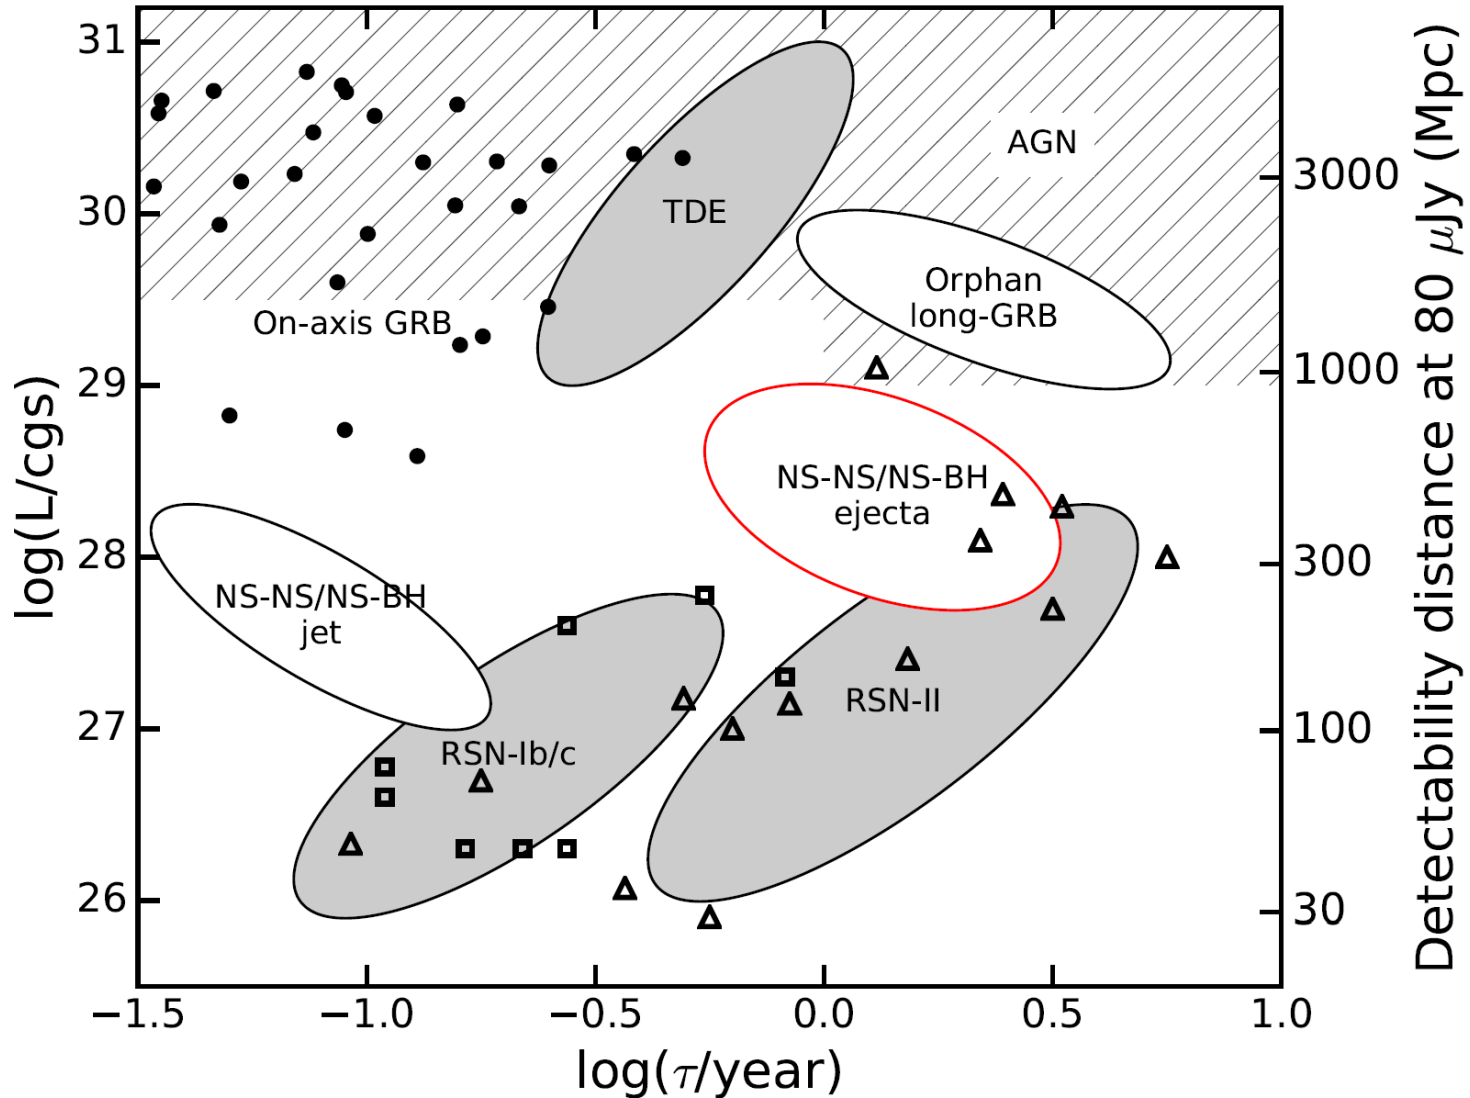 31
30
29
28
27
26
log(L/cgs)
AGN
TDE
Orphan
long-GRB
On-axis GRB
NS-NS/NS-BH
ejecta
NS-NS/NS-BH
jet
RSN-II
RSN-Ib/c
3000
1000
300
100
30
Detectability distance at 80 μJy (Mpc)
−1.5
−1.0
−0.5
0.0
0.5
1.0
log(τ/year)